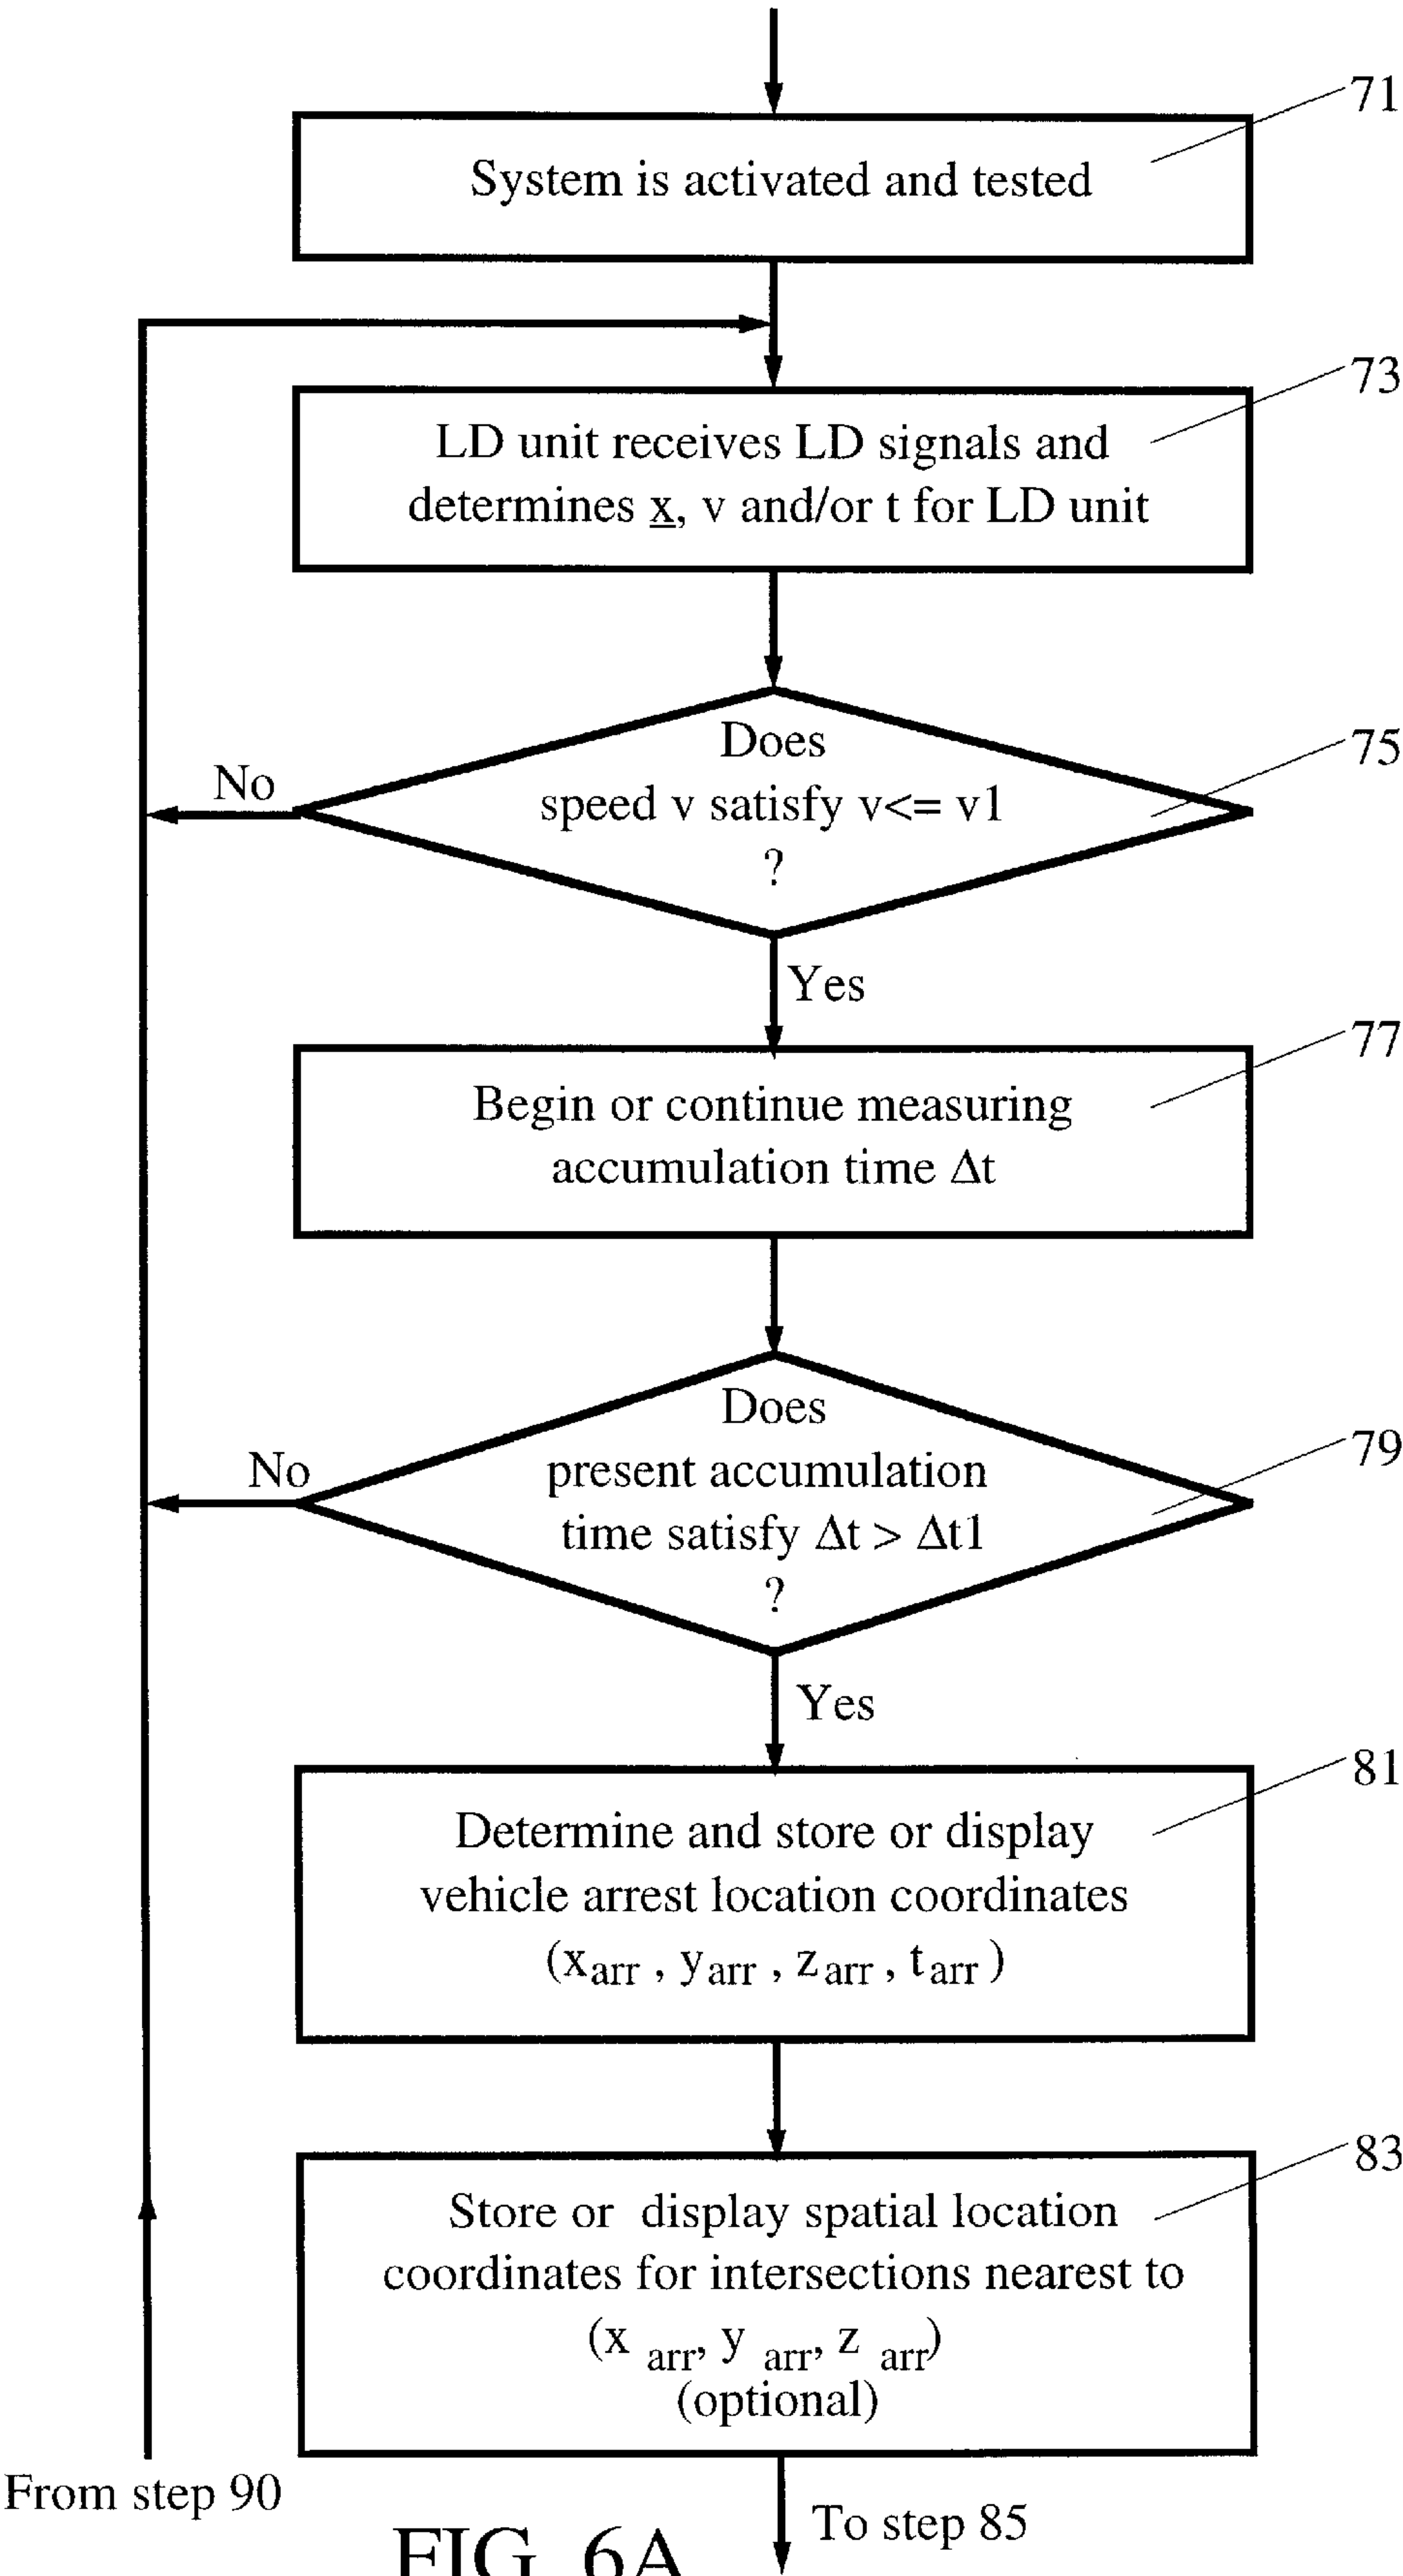 71
System is activated and tested
73
LD unit receives LD signals and
determines x, v and/or t for LD unit
75
Does
speed v satisfy v<= v1
?
No
Yes
77
Begin or continue measuring
accumulation time Δt
79
Does
present accumulation
time satisfy Δt > Δt1
?
No
Yes
81
Determine and store or display
vehicle arrest location coordinates
(xarr , yarr , zarr , tarr )
83
Store or display spatial location
coordinates for intersections nearest to
(x arr, y arr, z arr)
(optional)
From step 90
To step 85
FIG. 6A